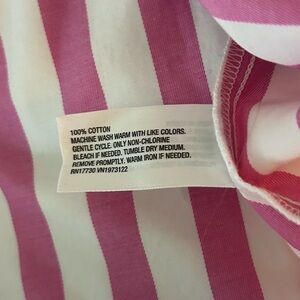 100% COTTON
MACHINE WASH WARM WITH LIKE COLORS.
GENTLE CYCLE. ONLY NON-CHLORINE
BLEACH IF NEEDED. TUMBLE DRY MEDIUM.
REMOVE PROMPTLY. WARM IRON IF NEEDED.
RN17730 VN1973122